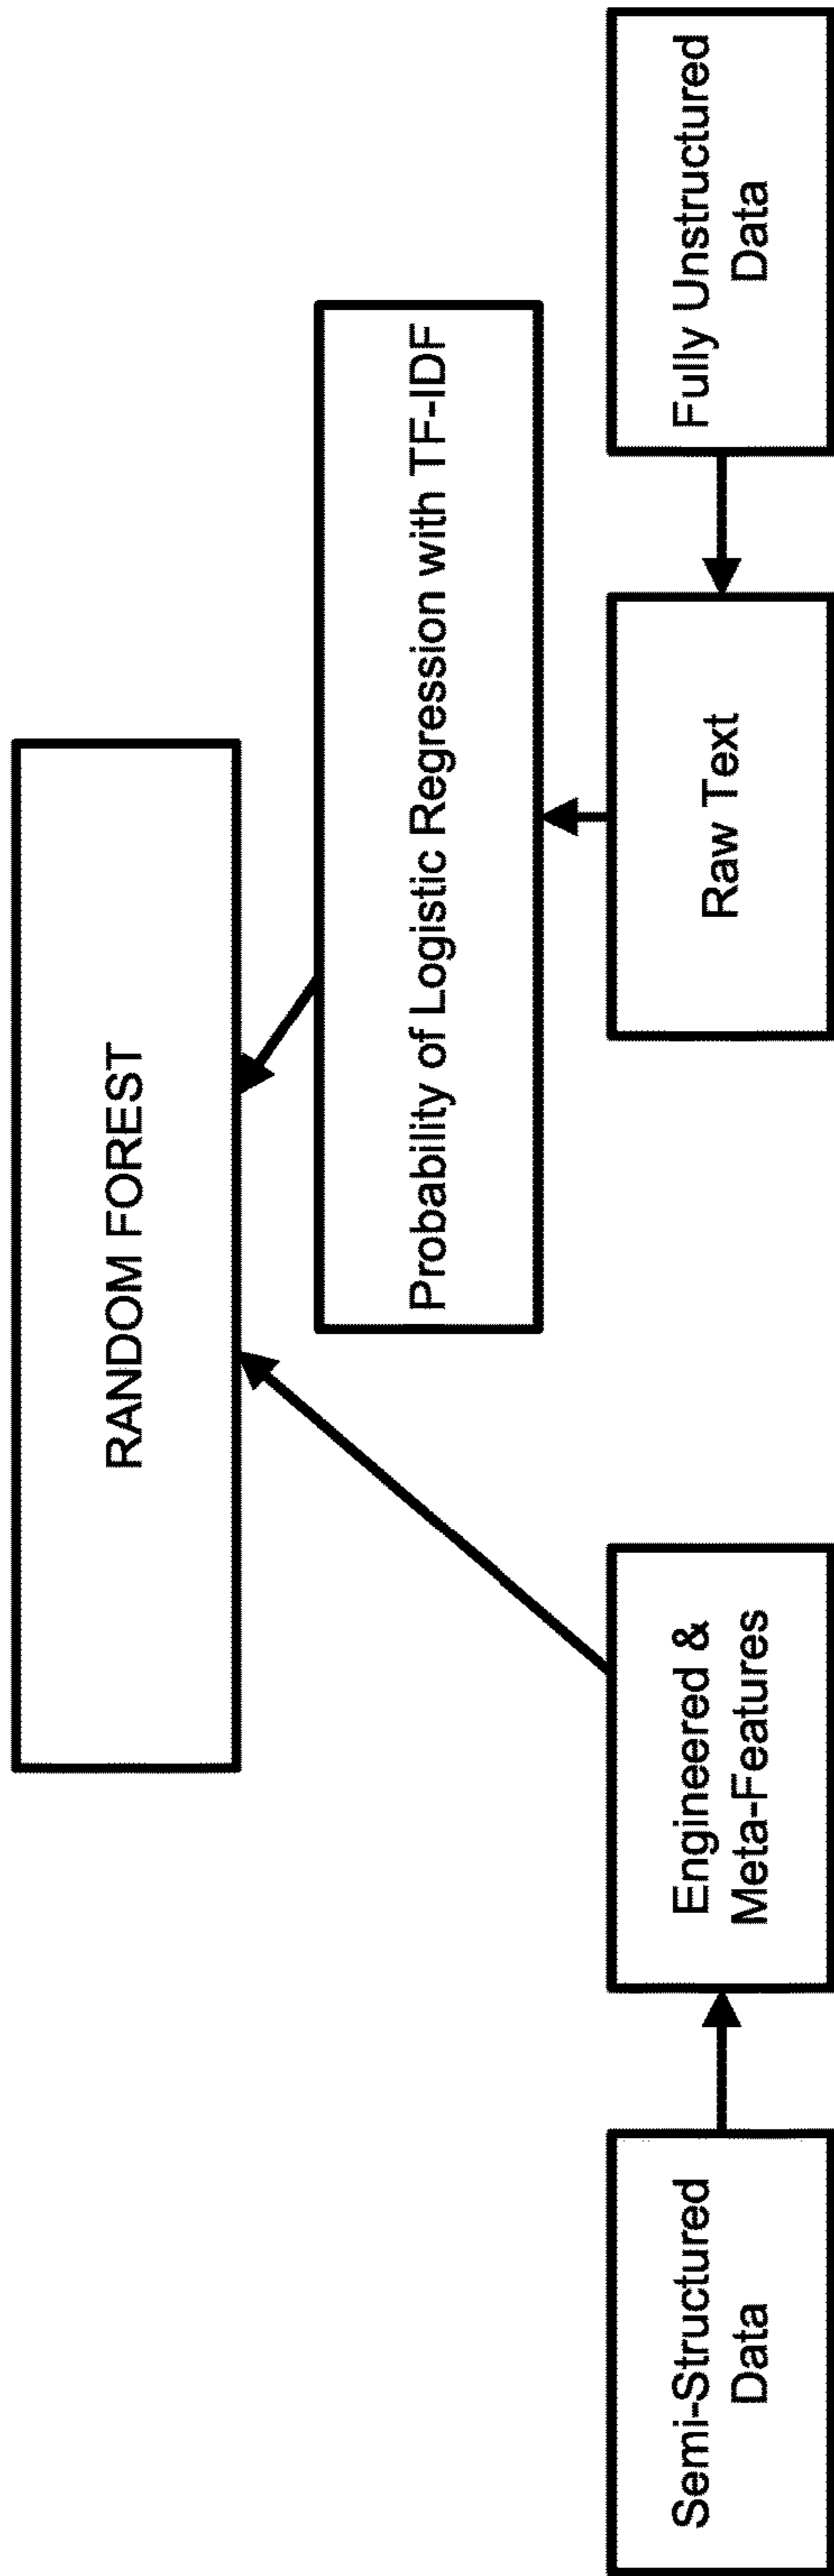 RANDOM FOREST
Probability of Logistic Regression with TF-IDF
Semi-Structured
Data
Engineered &
Meta-Features
Raw Text
Fully Unstructured
Data